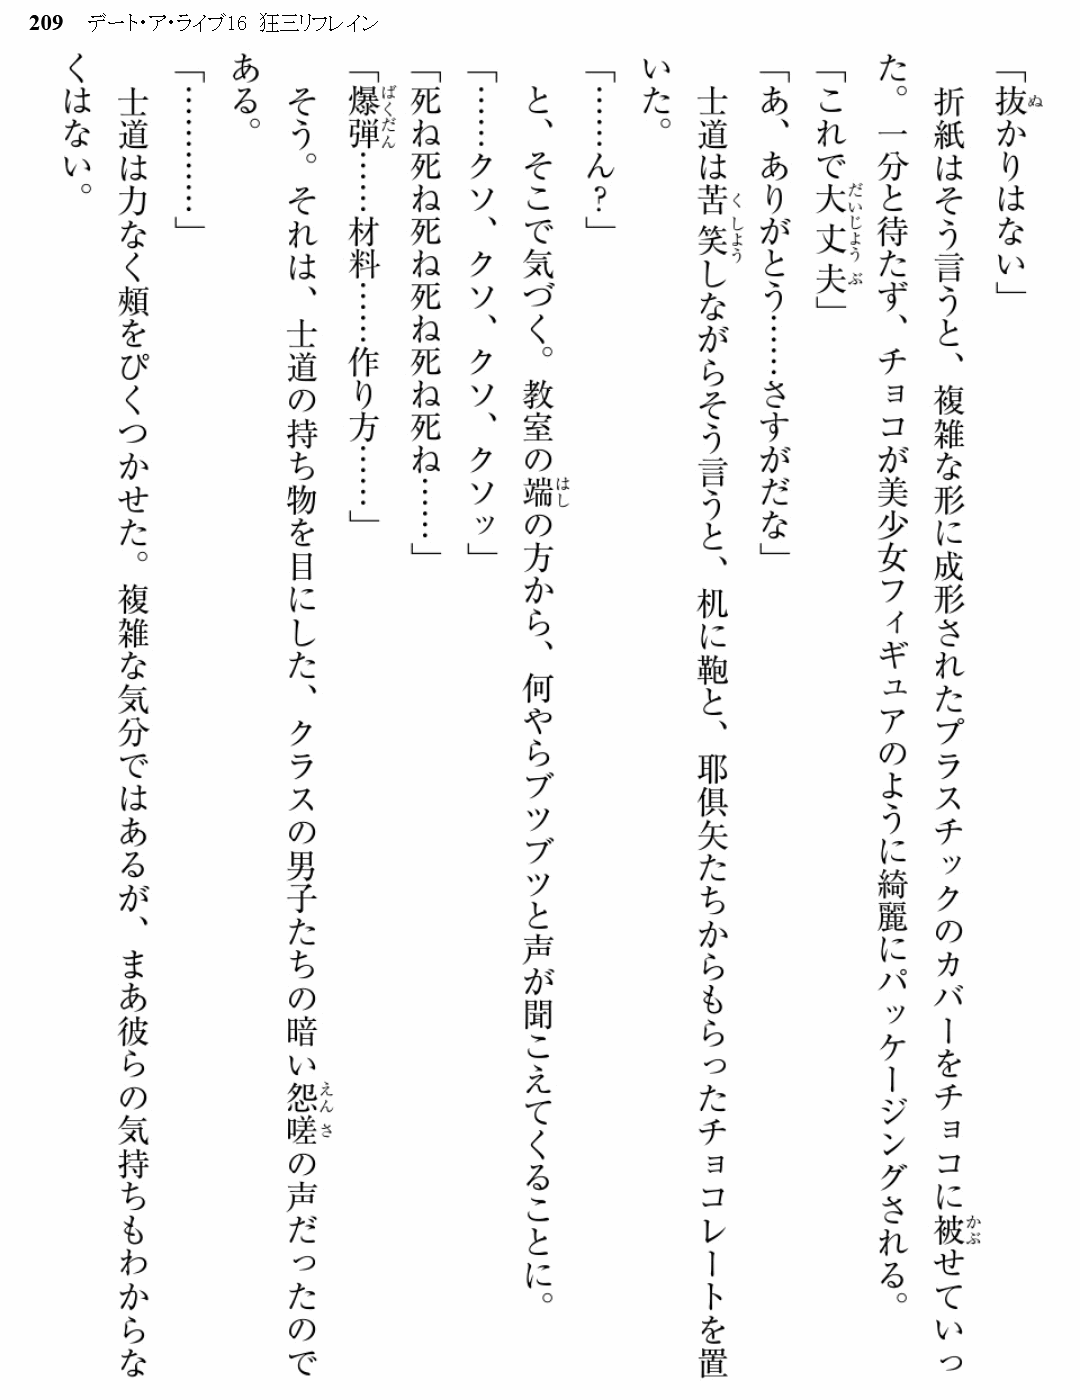 209 デート・ア・ライブ16 狂三リフレイン
「抜かりはない」
折紙はそう言うと、複雑な形に成形されたプラスチックのカバーをチョコに被せていっ
た。一分と待たず、チョコが美少女フィギュアのように綺麗にパッケージングされる。
「これで大丈夫」
「あ、ありがとう……さすがだな」
士道は苦笑しながらそう言うと、机に鞄と、耶倶矢たちからもらったチョコレートを置
いた。
「……ん？」
と、そこで気づく。教室の端の方から、何やらブツブツと声が聞こえてくることに。
「……クソ、クソ、クソ、クソッ」
「死ね死ね死ね死ね死ね死ね……」
「爆弾……材料……作り方……」
そう。それは、士道の持ち物を目にした、クラスの男子たちの暗い怨嗟の声だったので
ある。
「…………」
士道は力なく頬をぴくつかせた。複雑な気分ではあるが、まあ彼らの気持ちもわからな
くはない。